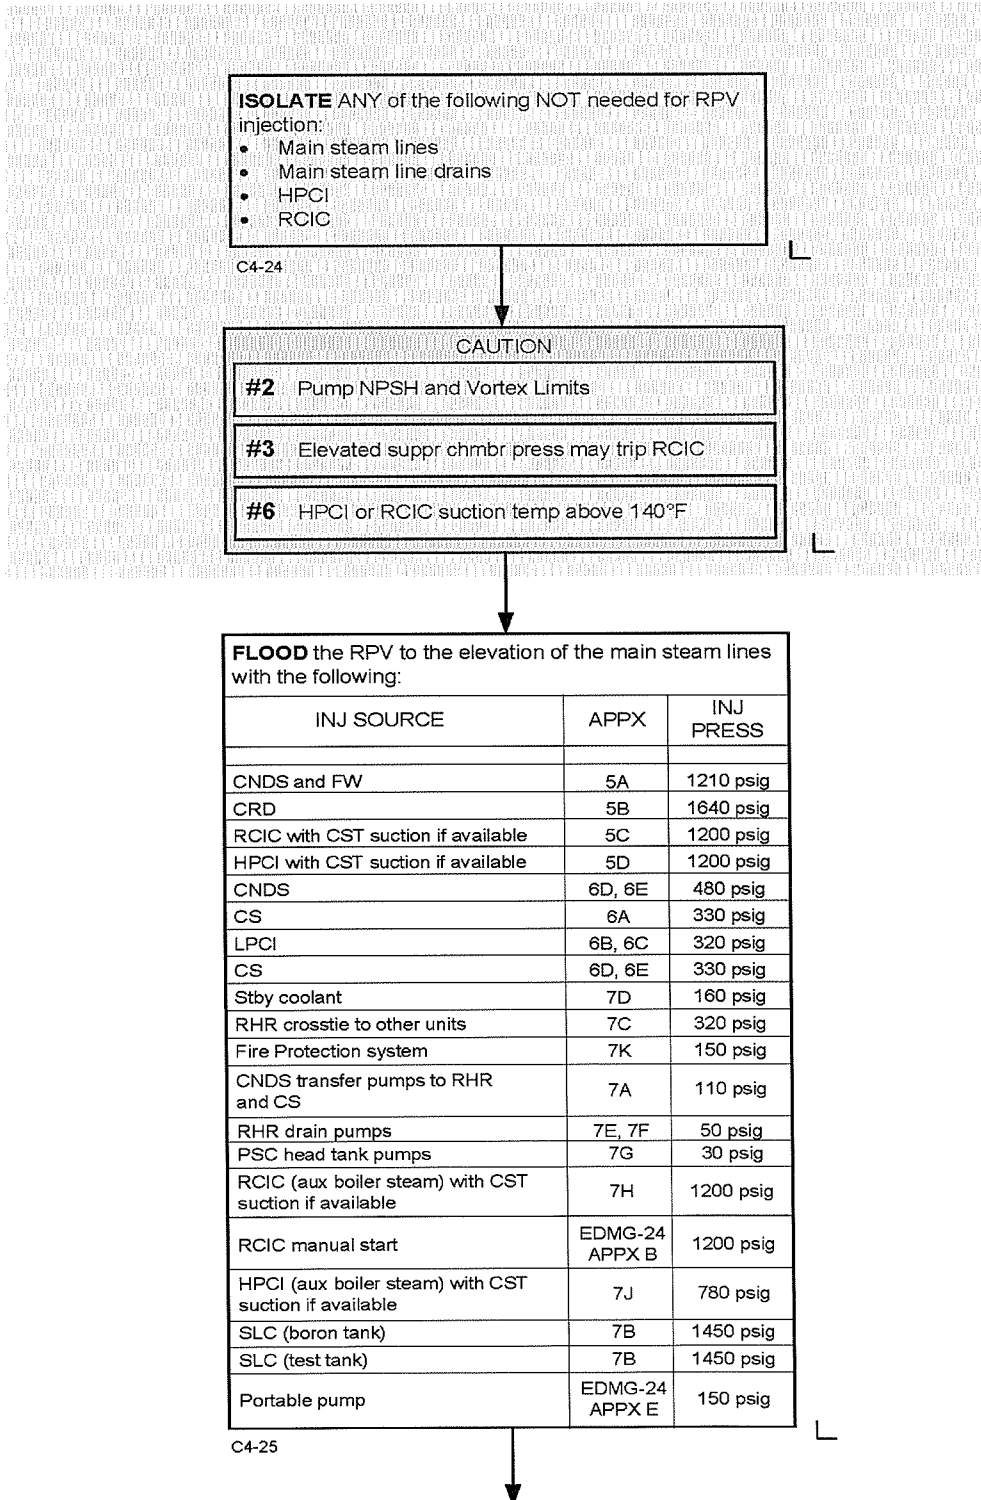 ISOLATE ANY of the following NOT needed for RPV
injection:
• Main steam lines
• Main steam line drains
• HPCI
• RCIC
C4-24
CAUTION
#2 Pump NPSH and Vortex Limits
#3 Elevated suppr chmbr press may trip RCIC
#6 HPCI or RCIC suction temp above 140°F
FLOOD the RPV to the elevation of the main steam lines
with the following:
INJ SOURCE APPX INJ
PRESS
CNDS and FW 5A 1210 psig
CRD 5B 1640 psig
RCIC with CST suction if available 5C 1200 psig
HPCI with CST suction if available 5D 1200 psig
CNDS 6D, 6E 480 psig
CS 6A 330 psig
LPCI 6B, 6C 320 psig
CS 6D, 6E 330 psig
Stby coolant 7D 160 psig
RHR crosstie to other units 7C 320 psig
Fire Protection system 7K 150 psig
CNDS transfer pumps to RHR
and CS 7A 110 psig
RHR drain pumps 7E, 7F 50 psig
PSC head tank pumps 7G 30 psig
RCIC (aux boiler steam) with CST
suction if available 7H 1200 psig
RCIC manual start EDMG-24
APPX B 1200 psig
HPCI (aux boiler steam) with CST
suction if available 7J 780 psig
SLC (boron tank) 7B 1450 psig
SLC (test tank) 7B 1450 psig
Portable pump EDMG-24
APPX E 150 psig
C4-25